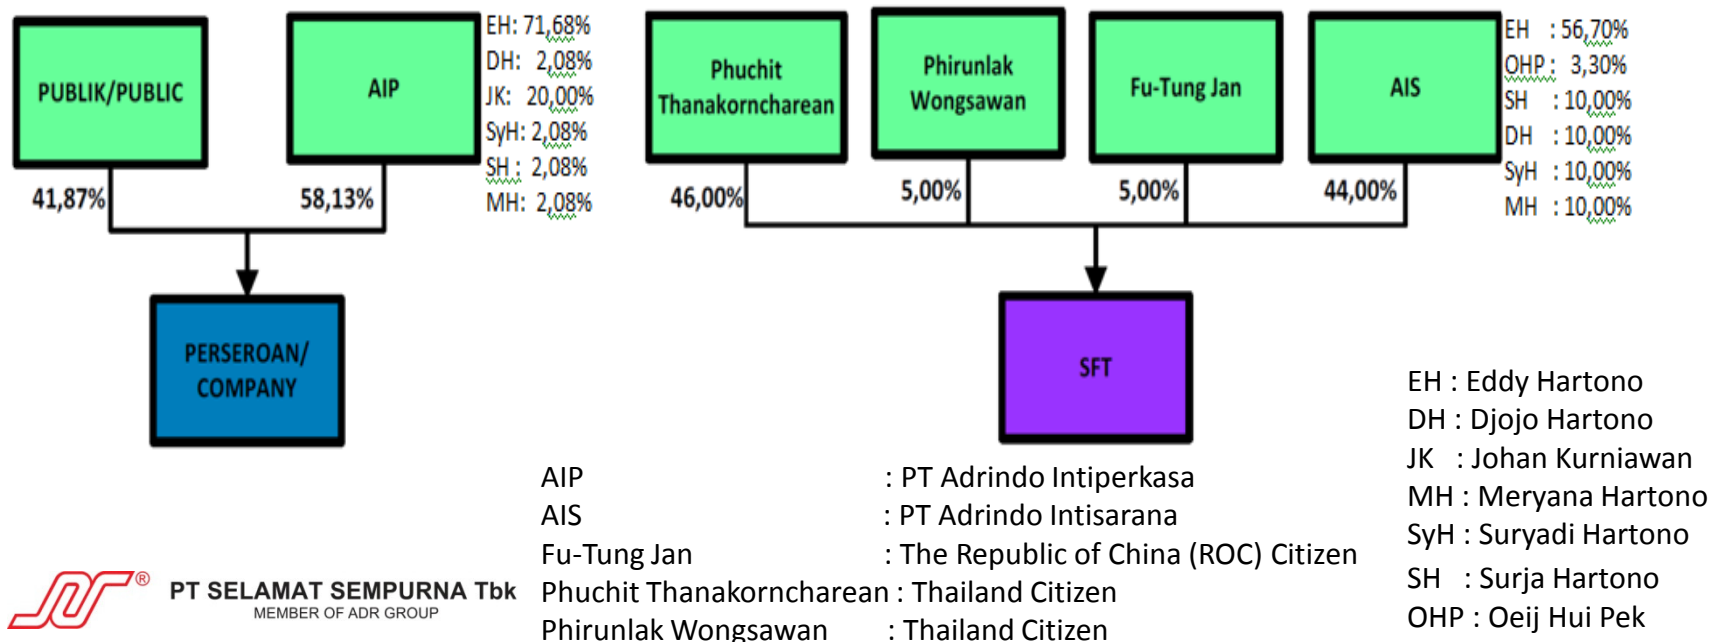 PUBLIK/PUBLIC
AIP
EH: 71,68%
DH: 2,08%
JK: 20,00%
SyH: 2,08%
SH : 2,08%
MH: 2,08%
41,87%
58,13%
PERSEROAN/
COMPANY
Phuchit
Thanakorncharean
Phirunlak
Wongsawan
Fu-Tung Jan
AIS
EH : 56,70%
OHP : 3,30%
SH : 10,00%
DH : 10,00%
SyH : 10,00%
MH : 10,00%
46,00%
5,00%
5,00%
44,00%
SFT
EH : Eddy Hartono
DH : Djojo Hartono
JK : Johan Kurniawan
MH : Meryana Hartono
SyH : Suryadi Hartono
SH : Surja Hartono
OHP : Oeij Hui Pek
AIP : PT Adrindo Intiperkasa
AIS : PT Adrindo Intisarana
Fu-Tung Jan : The Republic of China (ROC) Citizen
Phuchit Thanakorncharean : Thailand Citizen
Phirunlak Wongsawan : Thailand Citizen
®
PT SELAMAT SEMPURNA Tbk
MEMBER OF ADR GROUP